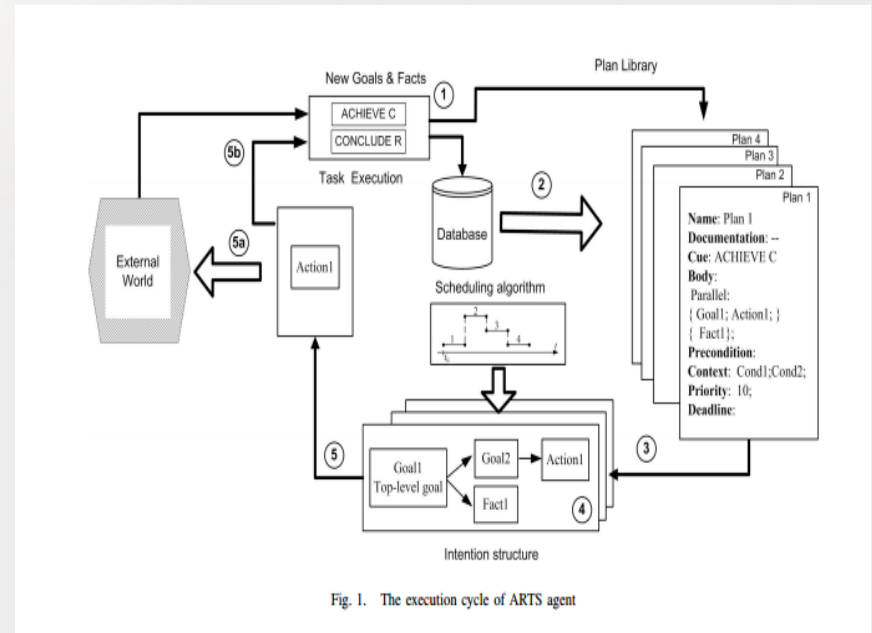 Plan Library
New Goals & Facts
1
ACHIEVE C
CONCLUDE R
5b
Task Execution
Plan 4
Plan 3
Plan 2
Plan 1
2
Database
5a
External
World
Action1
Name: Plan 1
Documentation: --
Cue: ACHIEVE C
Body:
Parallel:
{ Goal1; Action1; }
{ Fact1};
Precondition:
Context: Cond1;Cond2;
Priority: 10;
Deadline:
Scheduling algorithm
2
3
1
4
t
5
Goal1
Top-level goal
Goal2
Action1
Fact1
4
3
Intention structure
Fig. 1. The execution cycle of ARTS agent